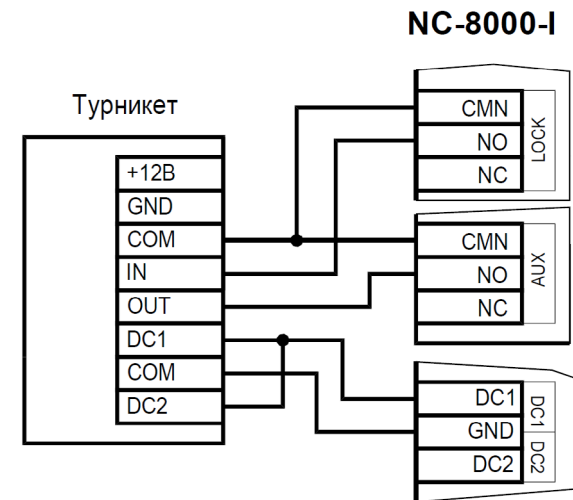 NC-8000-I
Турникет
+12В
GND
COM
IN
OUT
DC1
COM
DC2
CMN
NO
NC
LOCK
CMN
NO
NC
AUX
DC1
GND
DC2
DC1
DC2